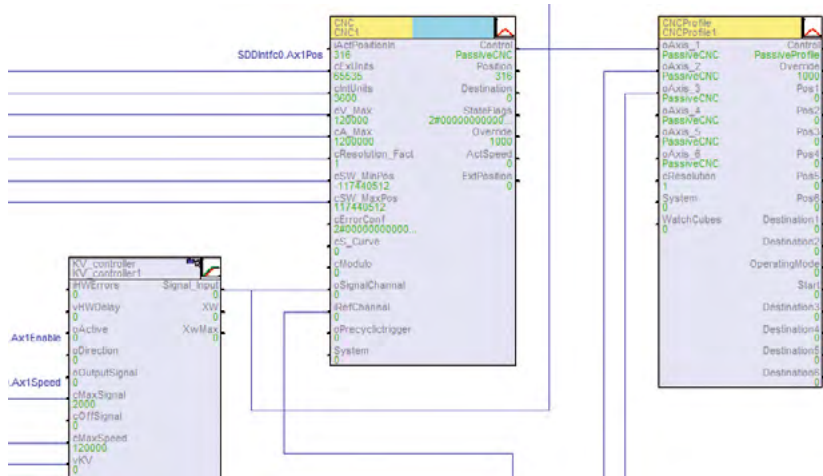 SDDIntfc0.Ax1Pos
CNC
CNC1
iActPositionIn Control
316 PassiveCNC
cExUnits Position
65535 316
cIntUnits Destination
3600 0
cV_Max StateFlags
120000 2#00000000000...
cA_Max Override
1200000 1000
cResolution_Fact ActSpeed
1 0
cSW_MinPos ExtPosition
-117440512 0
cSW_MaxPos
117440512
cErrorConf
2#00000000000...
cS_Curve
0
cModulo
0
oSignalChannal
0
iRefChannal
0
oPrecyclictrigger
0
System
0
CNCProfile
CNCProfile1
oAxis_1 Control
PassiveCNC PassiveProfile
oAxis_2 Override
PassiveCNC 1000
oAxis_3 Pos1
PassiveCNC 0
oAxis_4 Pos2
PassiveCNC 0
oAxis_5 Pos3
PassiveCNC 0
oAxis_6 Pos4
PassiveCNC 0
cResolution Pos5
1 0
System Pos6
0 0
WatchCubes Destination1
0 0
Destination2
0
OperatingMode
0
Start
0
Destination3
0
Destination4
0
Destination5
0
Destination6
0
KV_controller
KV_controller1
iHWErrors Signal_Input
0 0
vHWDelay XW
0 0
.Ax1Enable
oActive XwMax
0 0
oDirection
0
.Ax1Speed
oOutputSignal
0
cMaxSignal
2000
cOffSignal
0
cMaxSpeed
120000
vKV
0